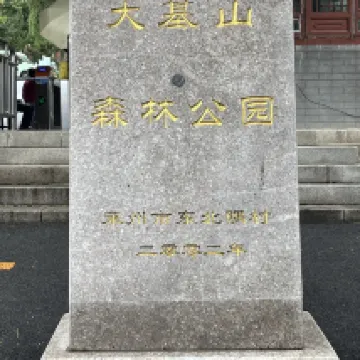 大基山
森林公园
莱州市东北隅村
二零零二年